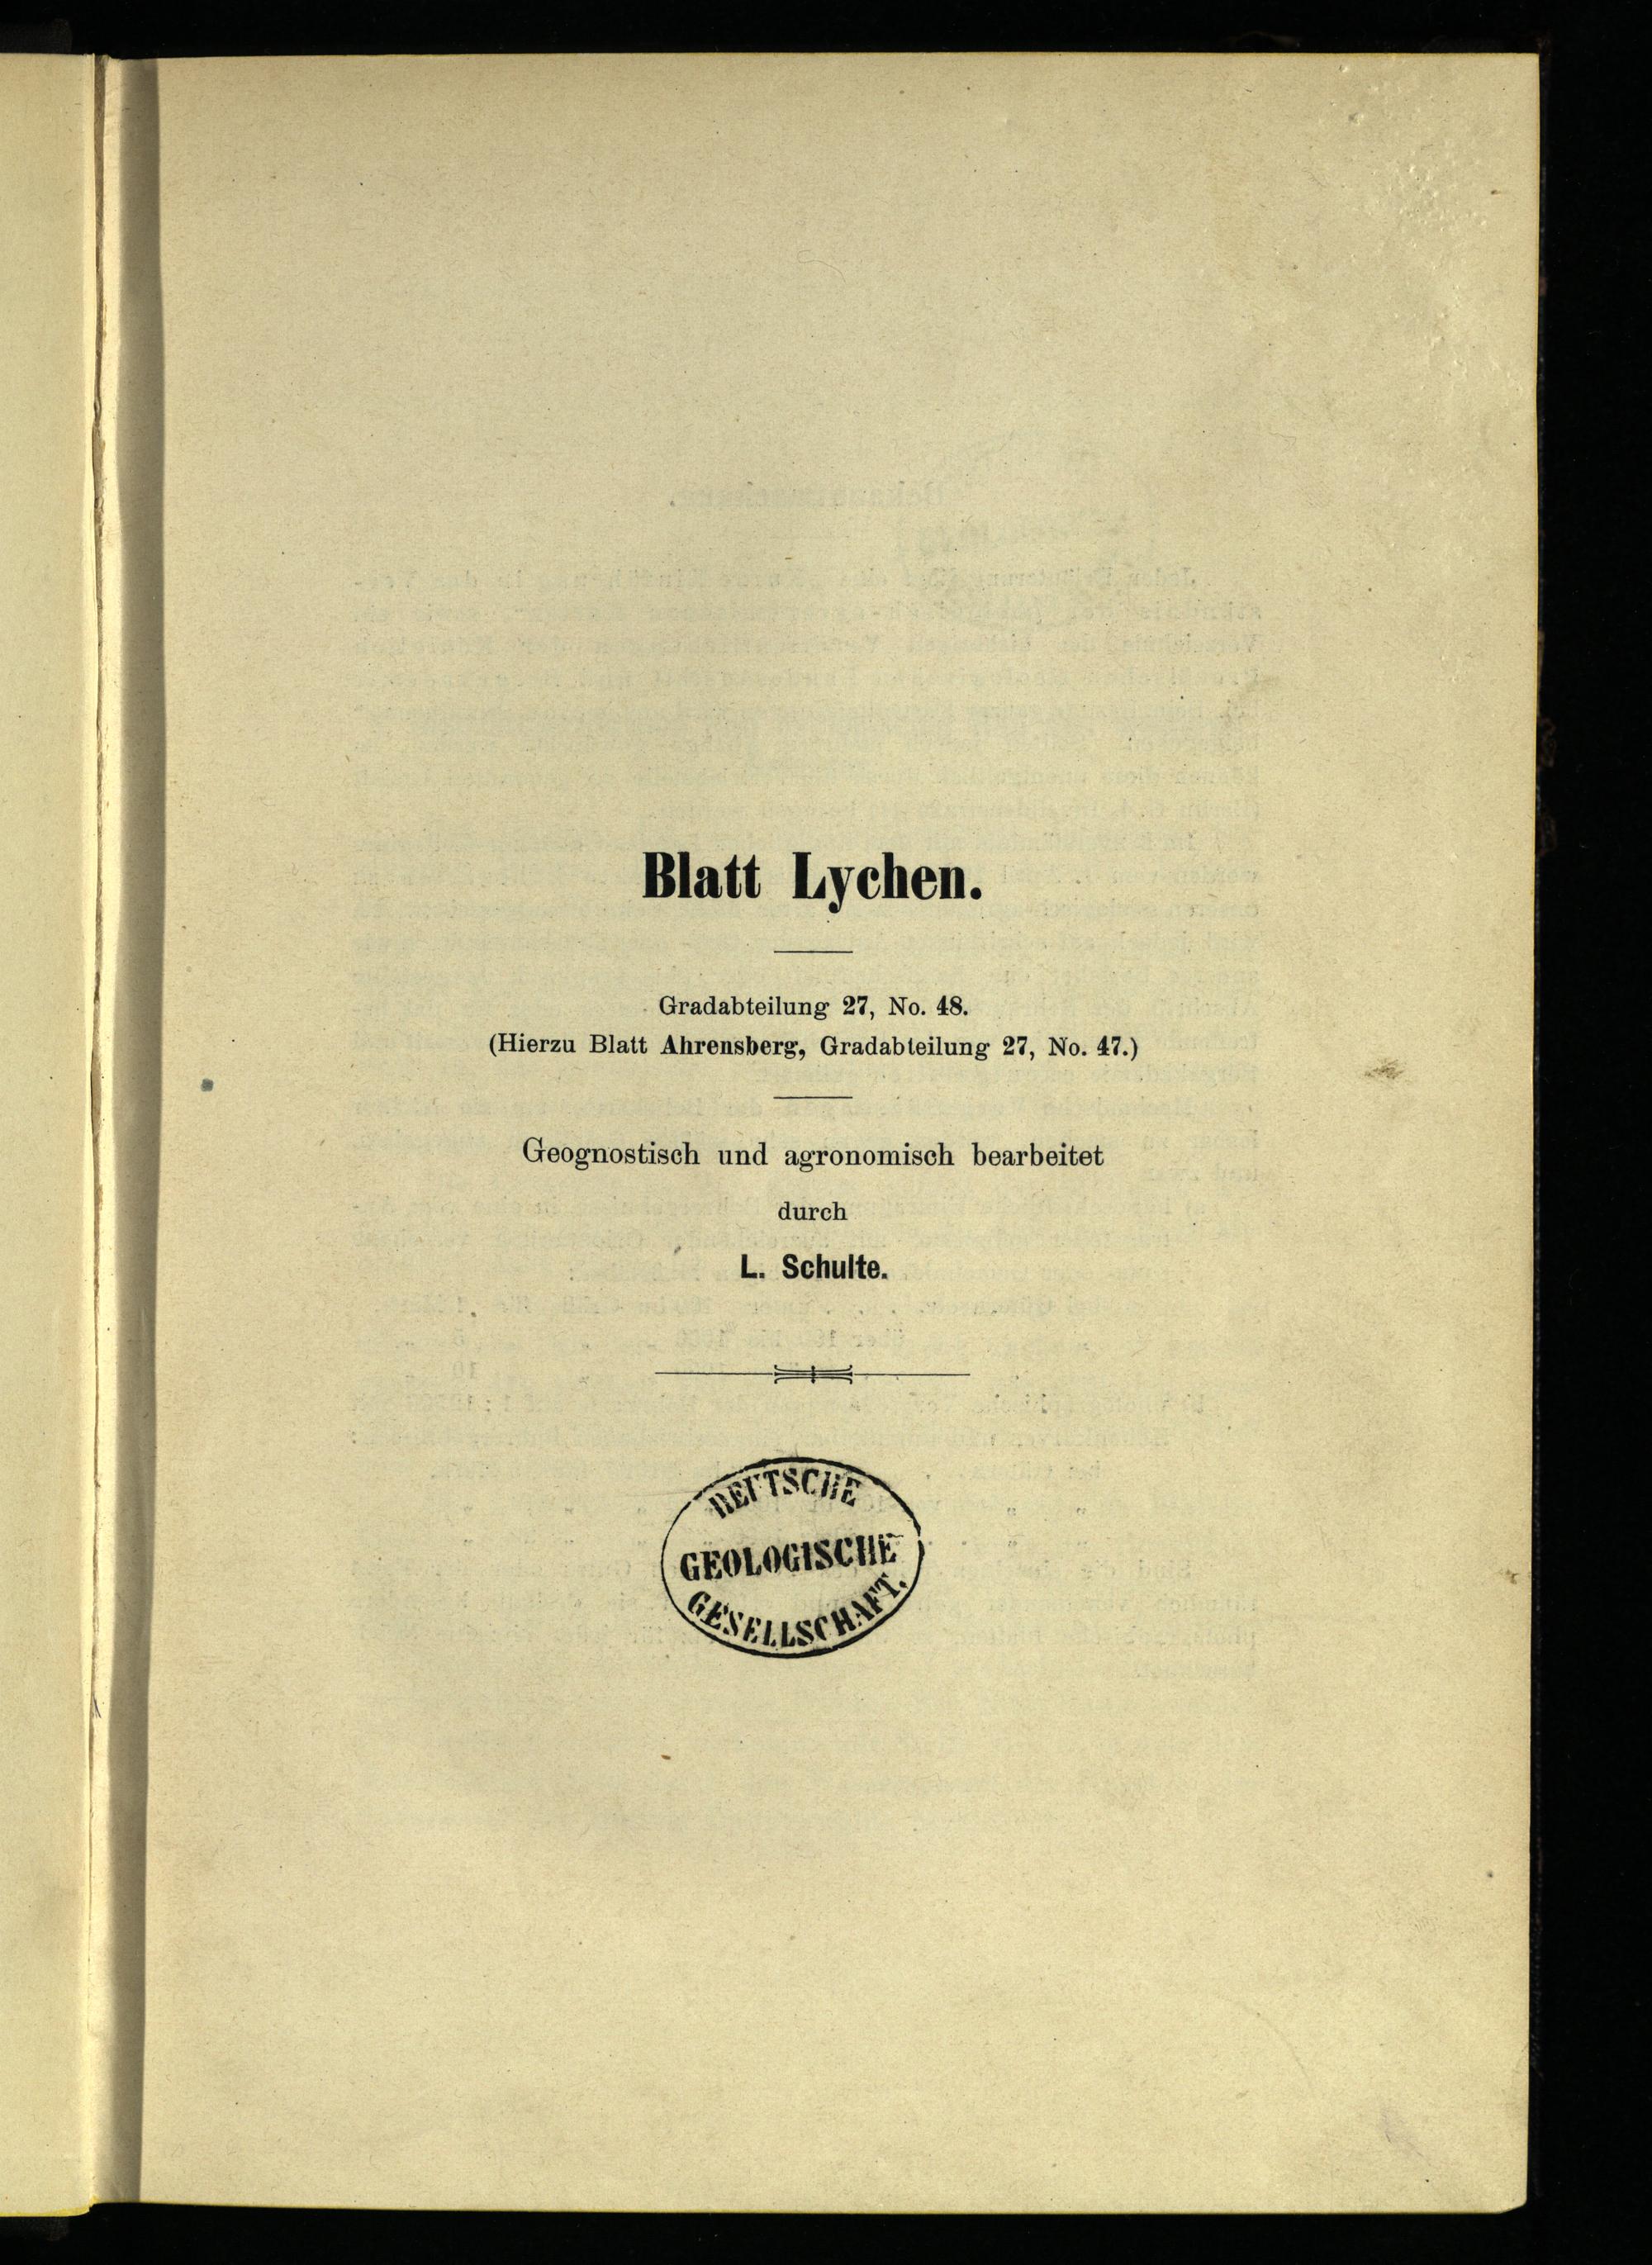 Blatt Lychen.
Gradabteilung 27, No. 48.
(Hierzu Blatt Ahrensberg, Gradabteilung 27, No. 47.)
Geognostisch und agronomisch bearbeitet
durch
L. Schulte.
DEUTSCHE
GEOLOGISCHE
GESELLSCHAFT.